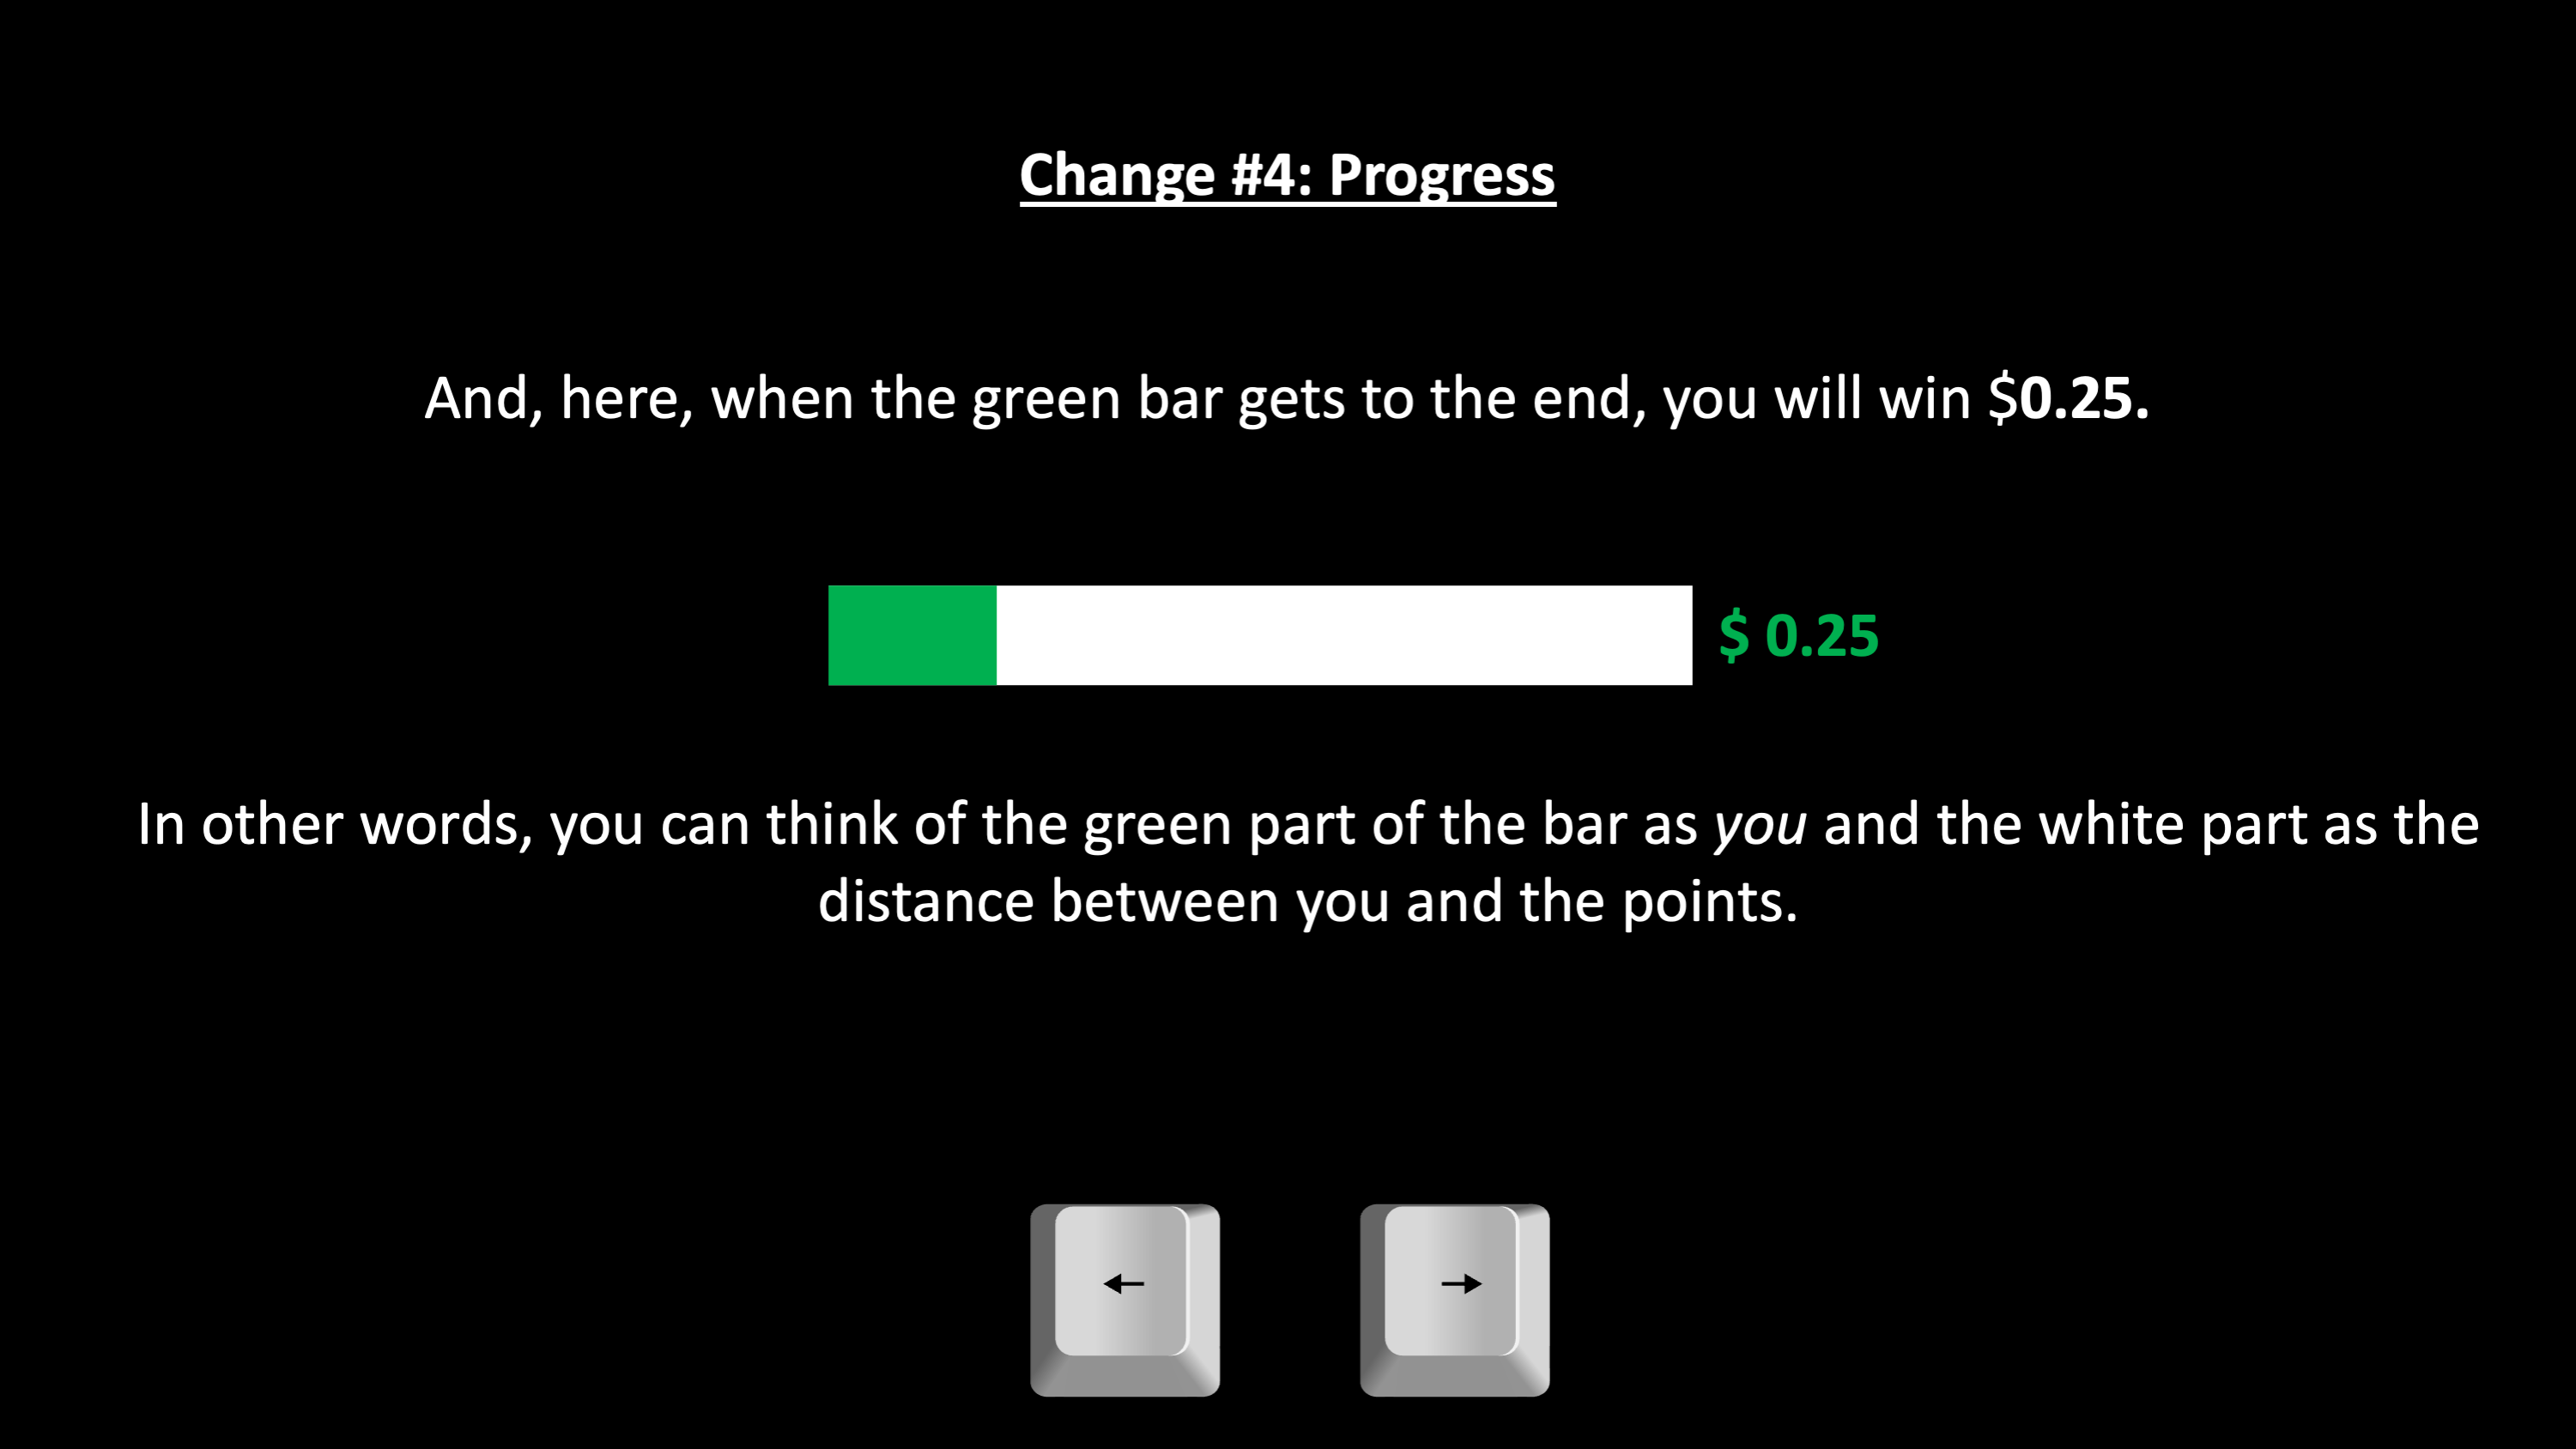 Change #4: Progress
And, here, when the green bar gets to the end, you will win $0.25.
$ 0.25
In other words, you can think of the green part of the bar as you and the white part as the
distance between you and the points.
← →